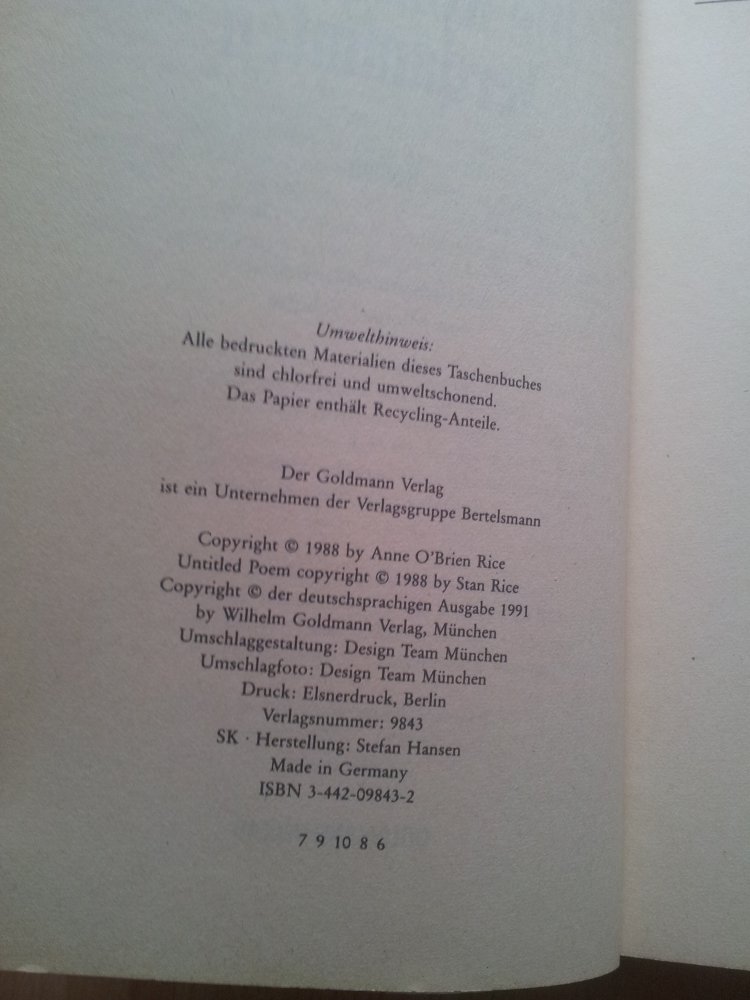 Umwelthinweis:
Alle bedruckten Materialien dieses Taschenbuches
sind chlorfrei und umweltschonend.
Das Papier enthält Recycling-Anteile.
Der Goldmann Verlag
ist ein Unternehmen der Verlagsgruppe Bertelsmann
Copyright © 1988 by Anne O'Brien Rice
Untitled Poem copyright © 1988 by Stan Rice
Copyright © der deutschsprachigen Ausgabe 1991
by Wilhelm Goldmann Verlag, München
Umschlaggestaltung: Design Team München
Umschlagfoto: Design Team München
Druck: Elsnerdruck, Berlin
Verlagsnummer: 9843
SK · Herstellung: Stefan Hansen
Made in Germany
ISBN 3-442-09843-2
7 9 10 8 6